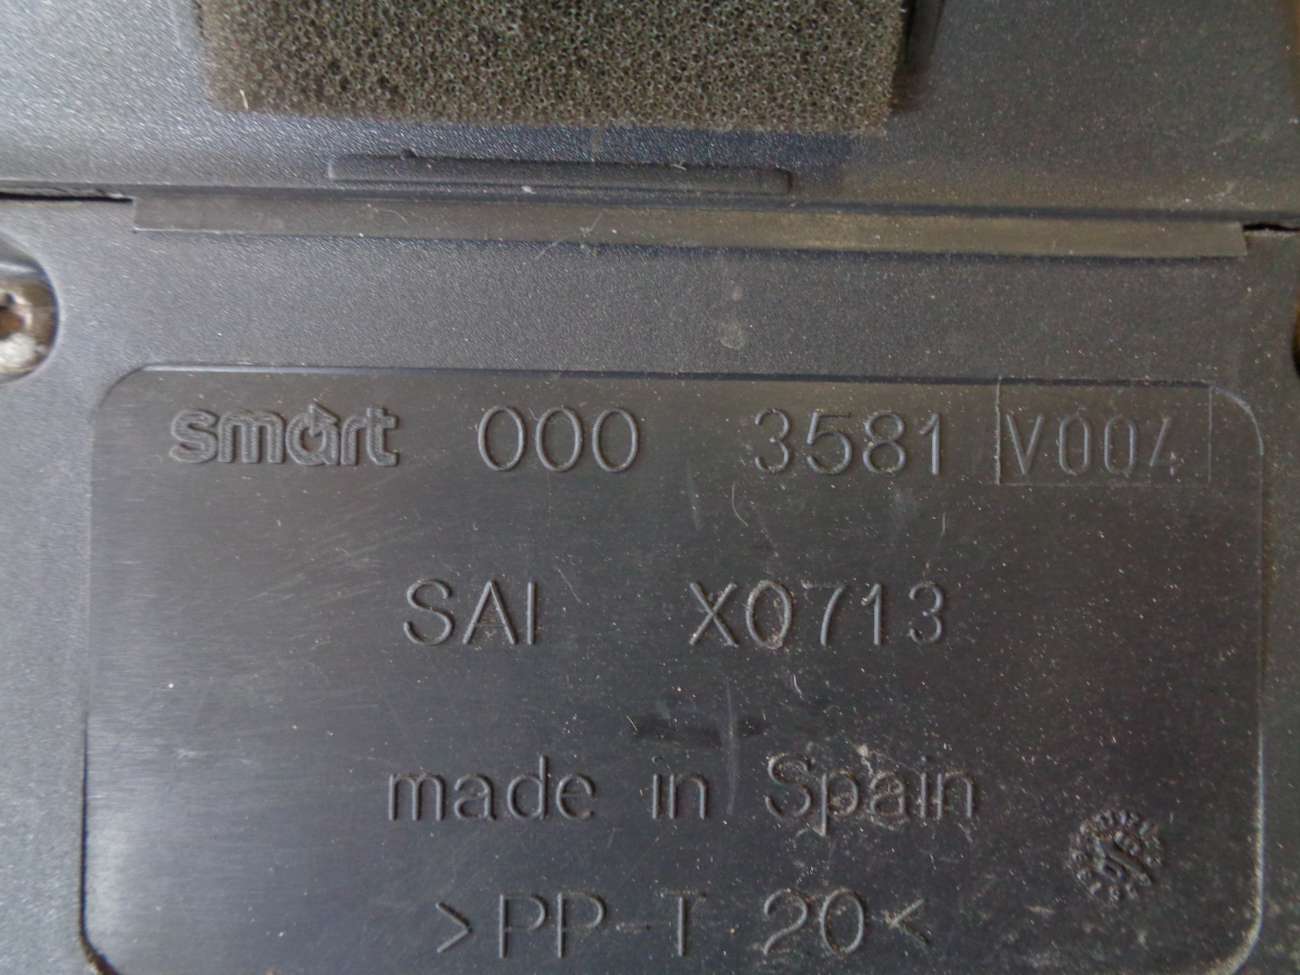 smart 000 3581 V004
SAI X0713
made in Spain
>PP-T 20<